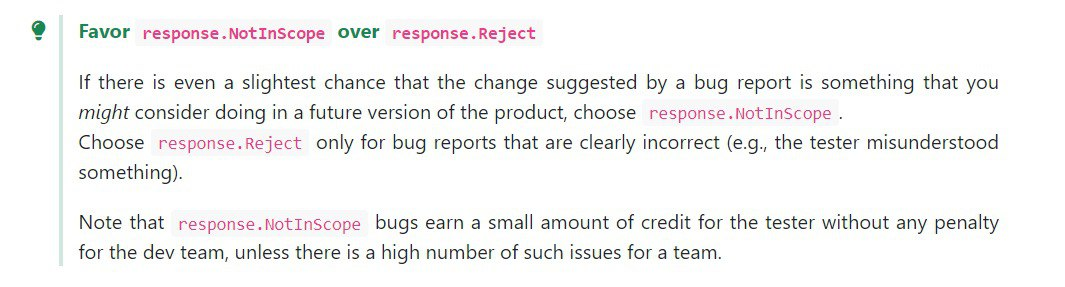 Favor response.NotInScope over response.Reject
If there is even a slightest chance that the change suggested by a bug report is something that you
might consider doing in a future version of the product, choose response.NotInScope.
Choose response.Reject only for bug reports that are clearly incorrect (e.g., the tester misunderstood
something).
Note that response.NotInScope bugs earn a small amount of credit for the tester without any penalty
for the dev team, unless there is a high number of such issues for a team.